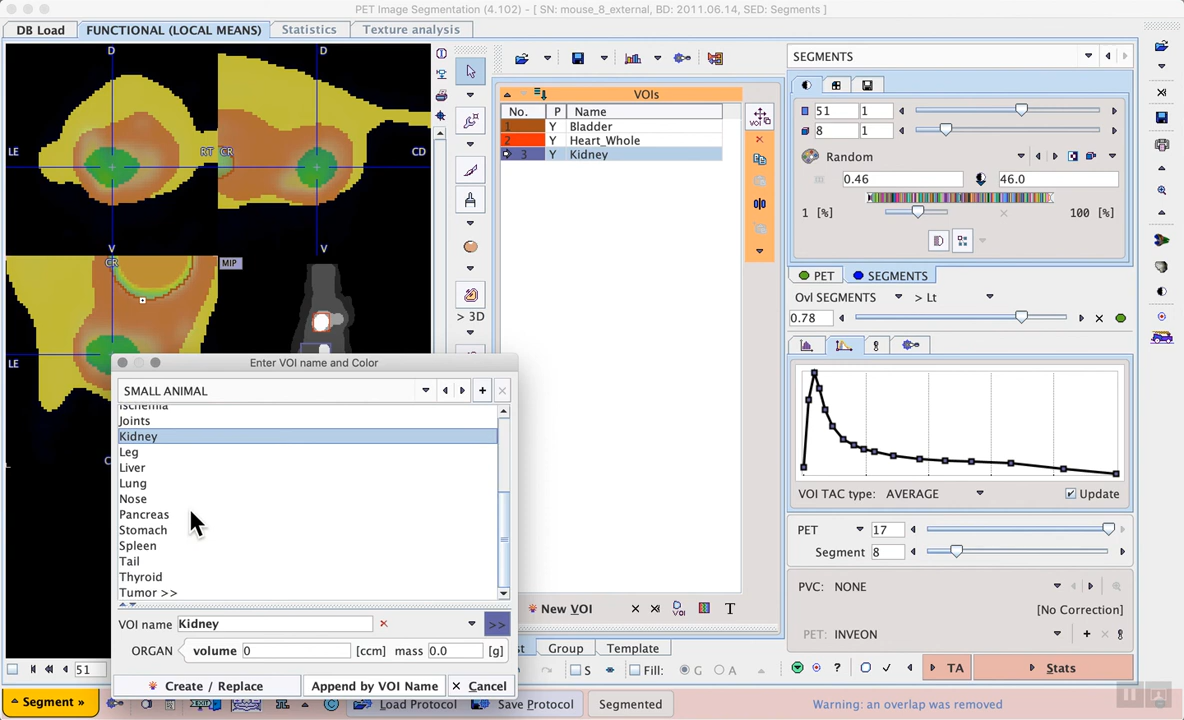 PET Image Segmentation (4.102) - [ SN: mouse_8_external, BD: 2011.06.14, SED: Segments ]
DB Load
FUNCTIONAL (LOCAL MEANS)
Statistics
Texture analysis
D
D
LE
RT
CR
CD
V
V
CR
MIP
LE
> 3D
VOIs
No. P Name
1 Y Bladder
2 Y Heart_Whole
3 Y Kidney
VOI
SEGMENTS
51 1
8 1
Random
0.46 46.0
1 [%] 100 [%]
PET
SEGMENTS
Ovl SEGMENTS > Lt
0.78
VOI TAC type: AVERAGE Update
PET 17
Segment 8
PVC: NONE
[No Correction]
PET: INVEON
Enter VOI name and Color
SMALL ANIMAL
Ischemia
Joints
Kidney
Leg
Liver
Lung
Nose
Pancreas
Stomach
Spleen
Tail
Thyroid
Tumor >>
VOI name Kidney >>
ORGAN volume 0 [ccm] mass 0.0 [g]
Create / Replace
Append by VOI Name
Cancel
New VOI
T
Group
Template
S
Fill: G A
51
TA
Stats
Segment »
Load Protocol
Save Protocol
Segmented
Warning: an overlap was removed